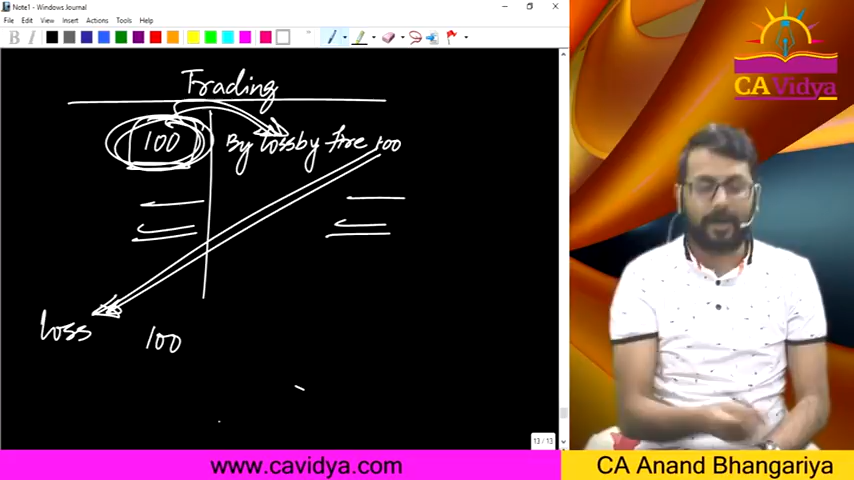 Note1 - Windows Journal
File Edit View Insert Actions Tools Help
B I
Trading
100 By loss by fire 100
Loss 100
13 / 13
CA Vidya
www.cavidya.com
CA Anand Bhangariya